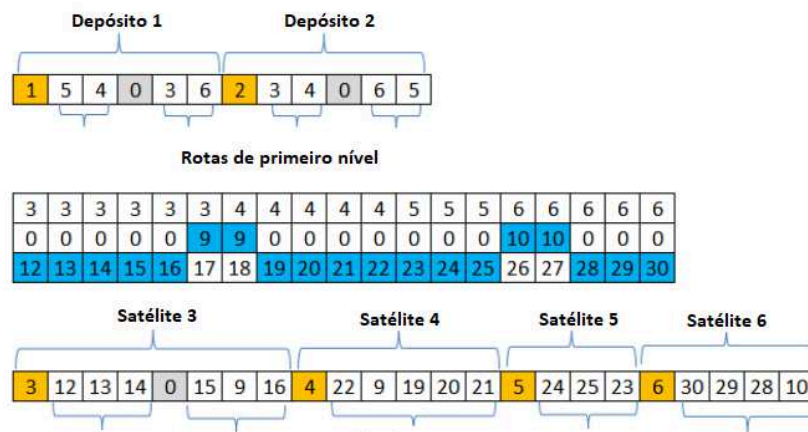 Depósito 1 Depósito 2
1 5 4 0 3 6 2 3 4 0 6 5
Rotas de primeiro nível
3 3 3 3 3 3 4 4 4 4 4 5 5 5 6 6 6 6 6
0 0 0 0 0 9 9 0 0 0 0 0 0 0 10 10 0 0 0
12 13 14 15 16 17 18 19 20 21 22 23 24 25 26 27 28 29 30
Satélite 3 Satélite 4 Satélite 5 Satélite 6
3 12 13 14 0 15 9 16 4 22 9 19 20 21 5 24 25 23 6 30 29 28 10